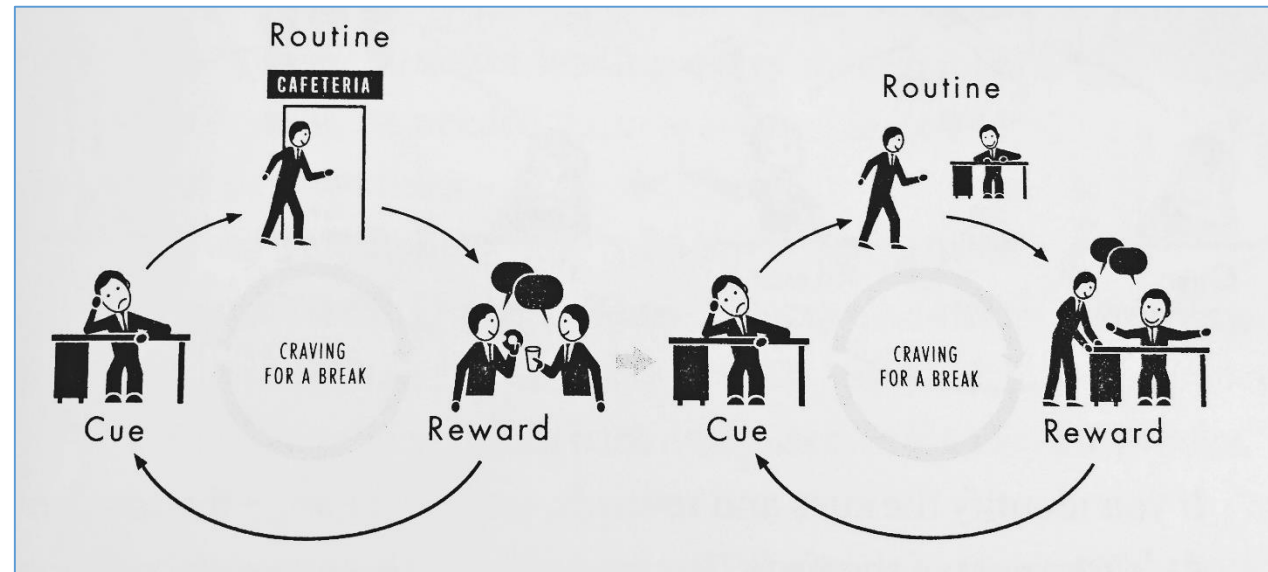 Routine
CAFETERIA
CRAVING
FOR A BREAK
Cue
Reward
Routine
CRAVING
FOR A BREAK
Cue
Reward